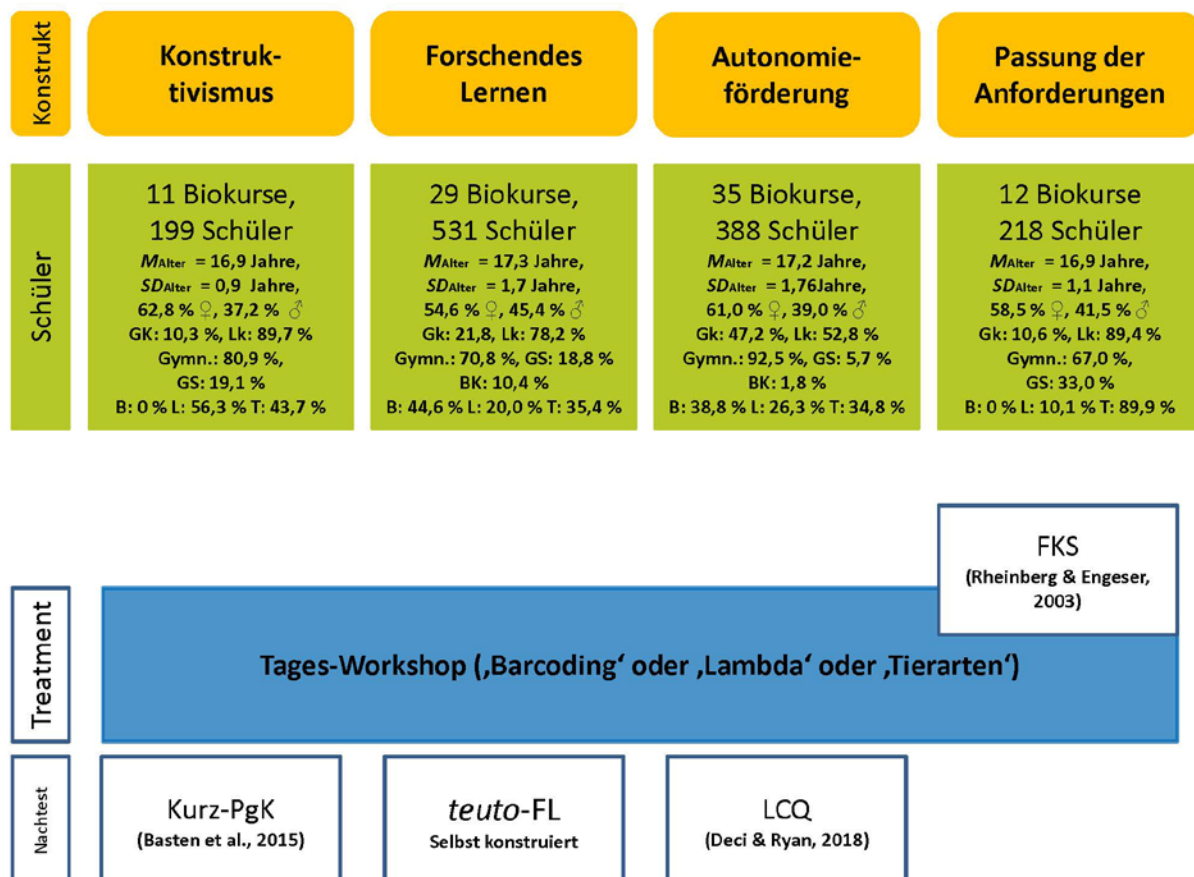 Konstrukt
Konstruk-
tivismus
Forschendes
Lernen
Autonomie-
förderung
Passung der
Anforderungen
Schüler
11 Biokurse,
199 Schüler
MAlter = 16,9 Jahre,
SDAlter = 0,9 Jahre,
62,8 % ♀, 37,2 % ♂
GK: 10,3 %, Lk: 89,7 %
Gymn.: 80,9 %,
GS: 19,1 %
B: 0 % L: 56,3 % T: 43,7 %
29 Biokurse,
531 Schüler
MAlter = 17,3 Jahre,
SDAlter = 1,7 Jahre,
54,6 % ♀, 45,4 % ♂
Gk: 21,8, Lk: 78,2 %
Gymn.: 70,8 %, GS: 18,8 %
BK: 10,4 %
B: 44,6 % L: 20,0 % T: 35,4 %
35 Biokurse,
388 Schüler
MAlter = 17,2 Jahre,
SDAlter = 1,76Jahre,
61,0 % ♀, 39,0 % ♂
Gk: 47,2 %, Lk: 52,8 %
Gymn.: 92,5 %, GS: 5,7 %
BK: 1,8 %
B: 38,8 % L: 26,3 % T: 34,8 %
12 Biokurse
218 Schüler
MAlter = 16,9 Jahre,
SDAlter = 1,1 Jahre,
58,5 % ♀, 41,5 % ♂
Gk: 10,6 %, Lk: 89,4 %
Gymn.: 67,0 %,
GS: 33,0 %
B: 0 % L: 10,1 % T: 89,9 %
FKS
(Rheinberg & Engeser,
2003)
Treatment
Tages-Workshop (‚Barcoding‘ oder ‚Lambda‘ oder ‚Tierarten‘)
Nachtest
Kurz-PgK
(Basten et al., 2015)
teuto-FL
Selbst konstruiert
LCQ
(Deci & Ryan, 2018)